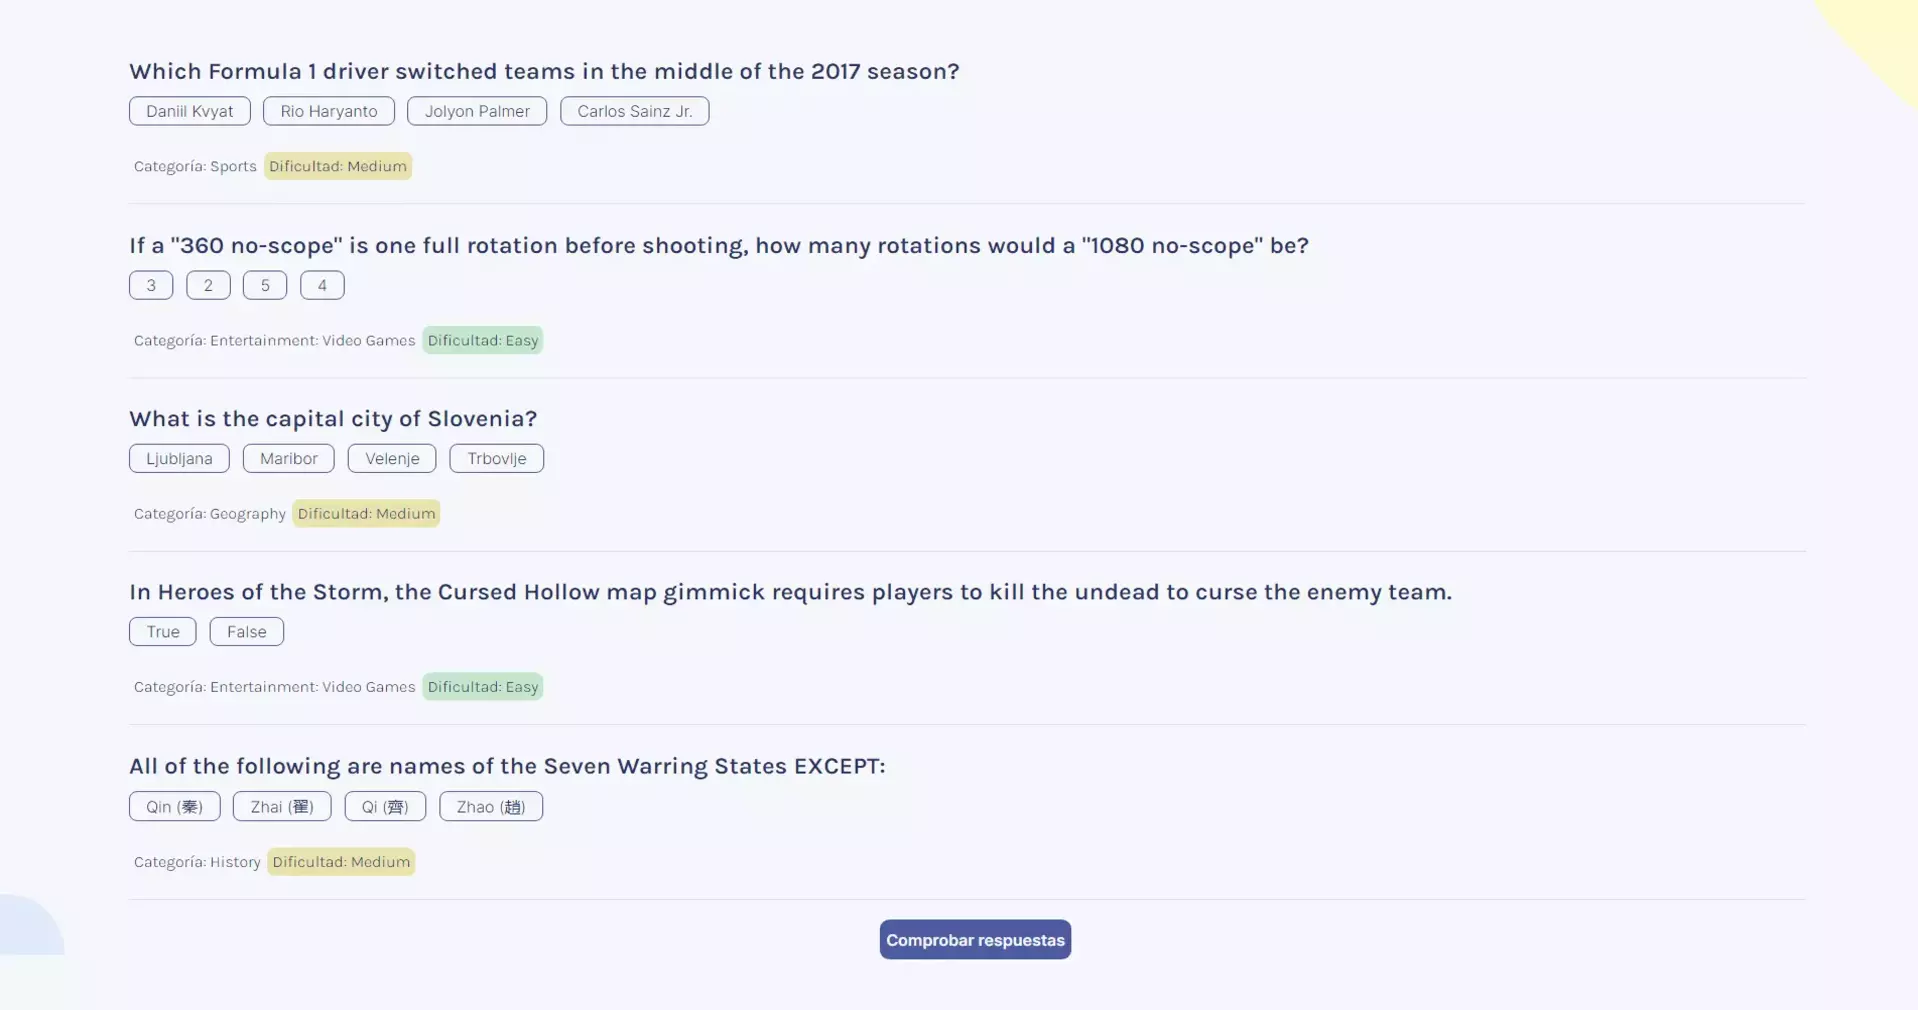 Which Formula 1 driver switched teams in the middle of the 2017 season?
Daniil Kvyat Rio Haryanto Jolyon Palmer Carlos Sainz Jr.
Categoría: Sports Dificultad: Medium
If a "360 no-scope" is one full rotation before shooting, how many rotations would a "1080 no-scope" be?
3 2 5 4
Categoría: Entertainment: Video Games Dificultad: Easy
What is the capital city of Slovenia?
Ljubljana Maribor Velenje Trbovlje
Categoría: Geography Dificultad: Medium
In Heroes of the Storm, the Cursed Hollow map gimmick requires players to kill the undead to curse the enemy team.
True False
Categoría: Entertainment: Video Games Dificultad: Easy
All of the following are names of the Seven Warring States EXCEPT:
Qin (秦) Zhai (翟) Qi (齊) Zhao (趙)
Categoría: History Dificultad: Medium
Comprobar respuestas